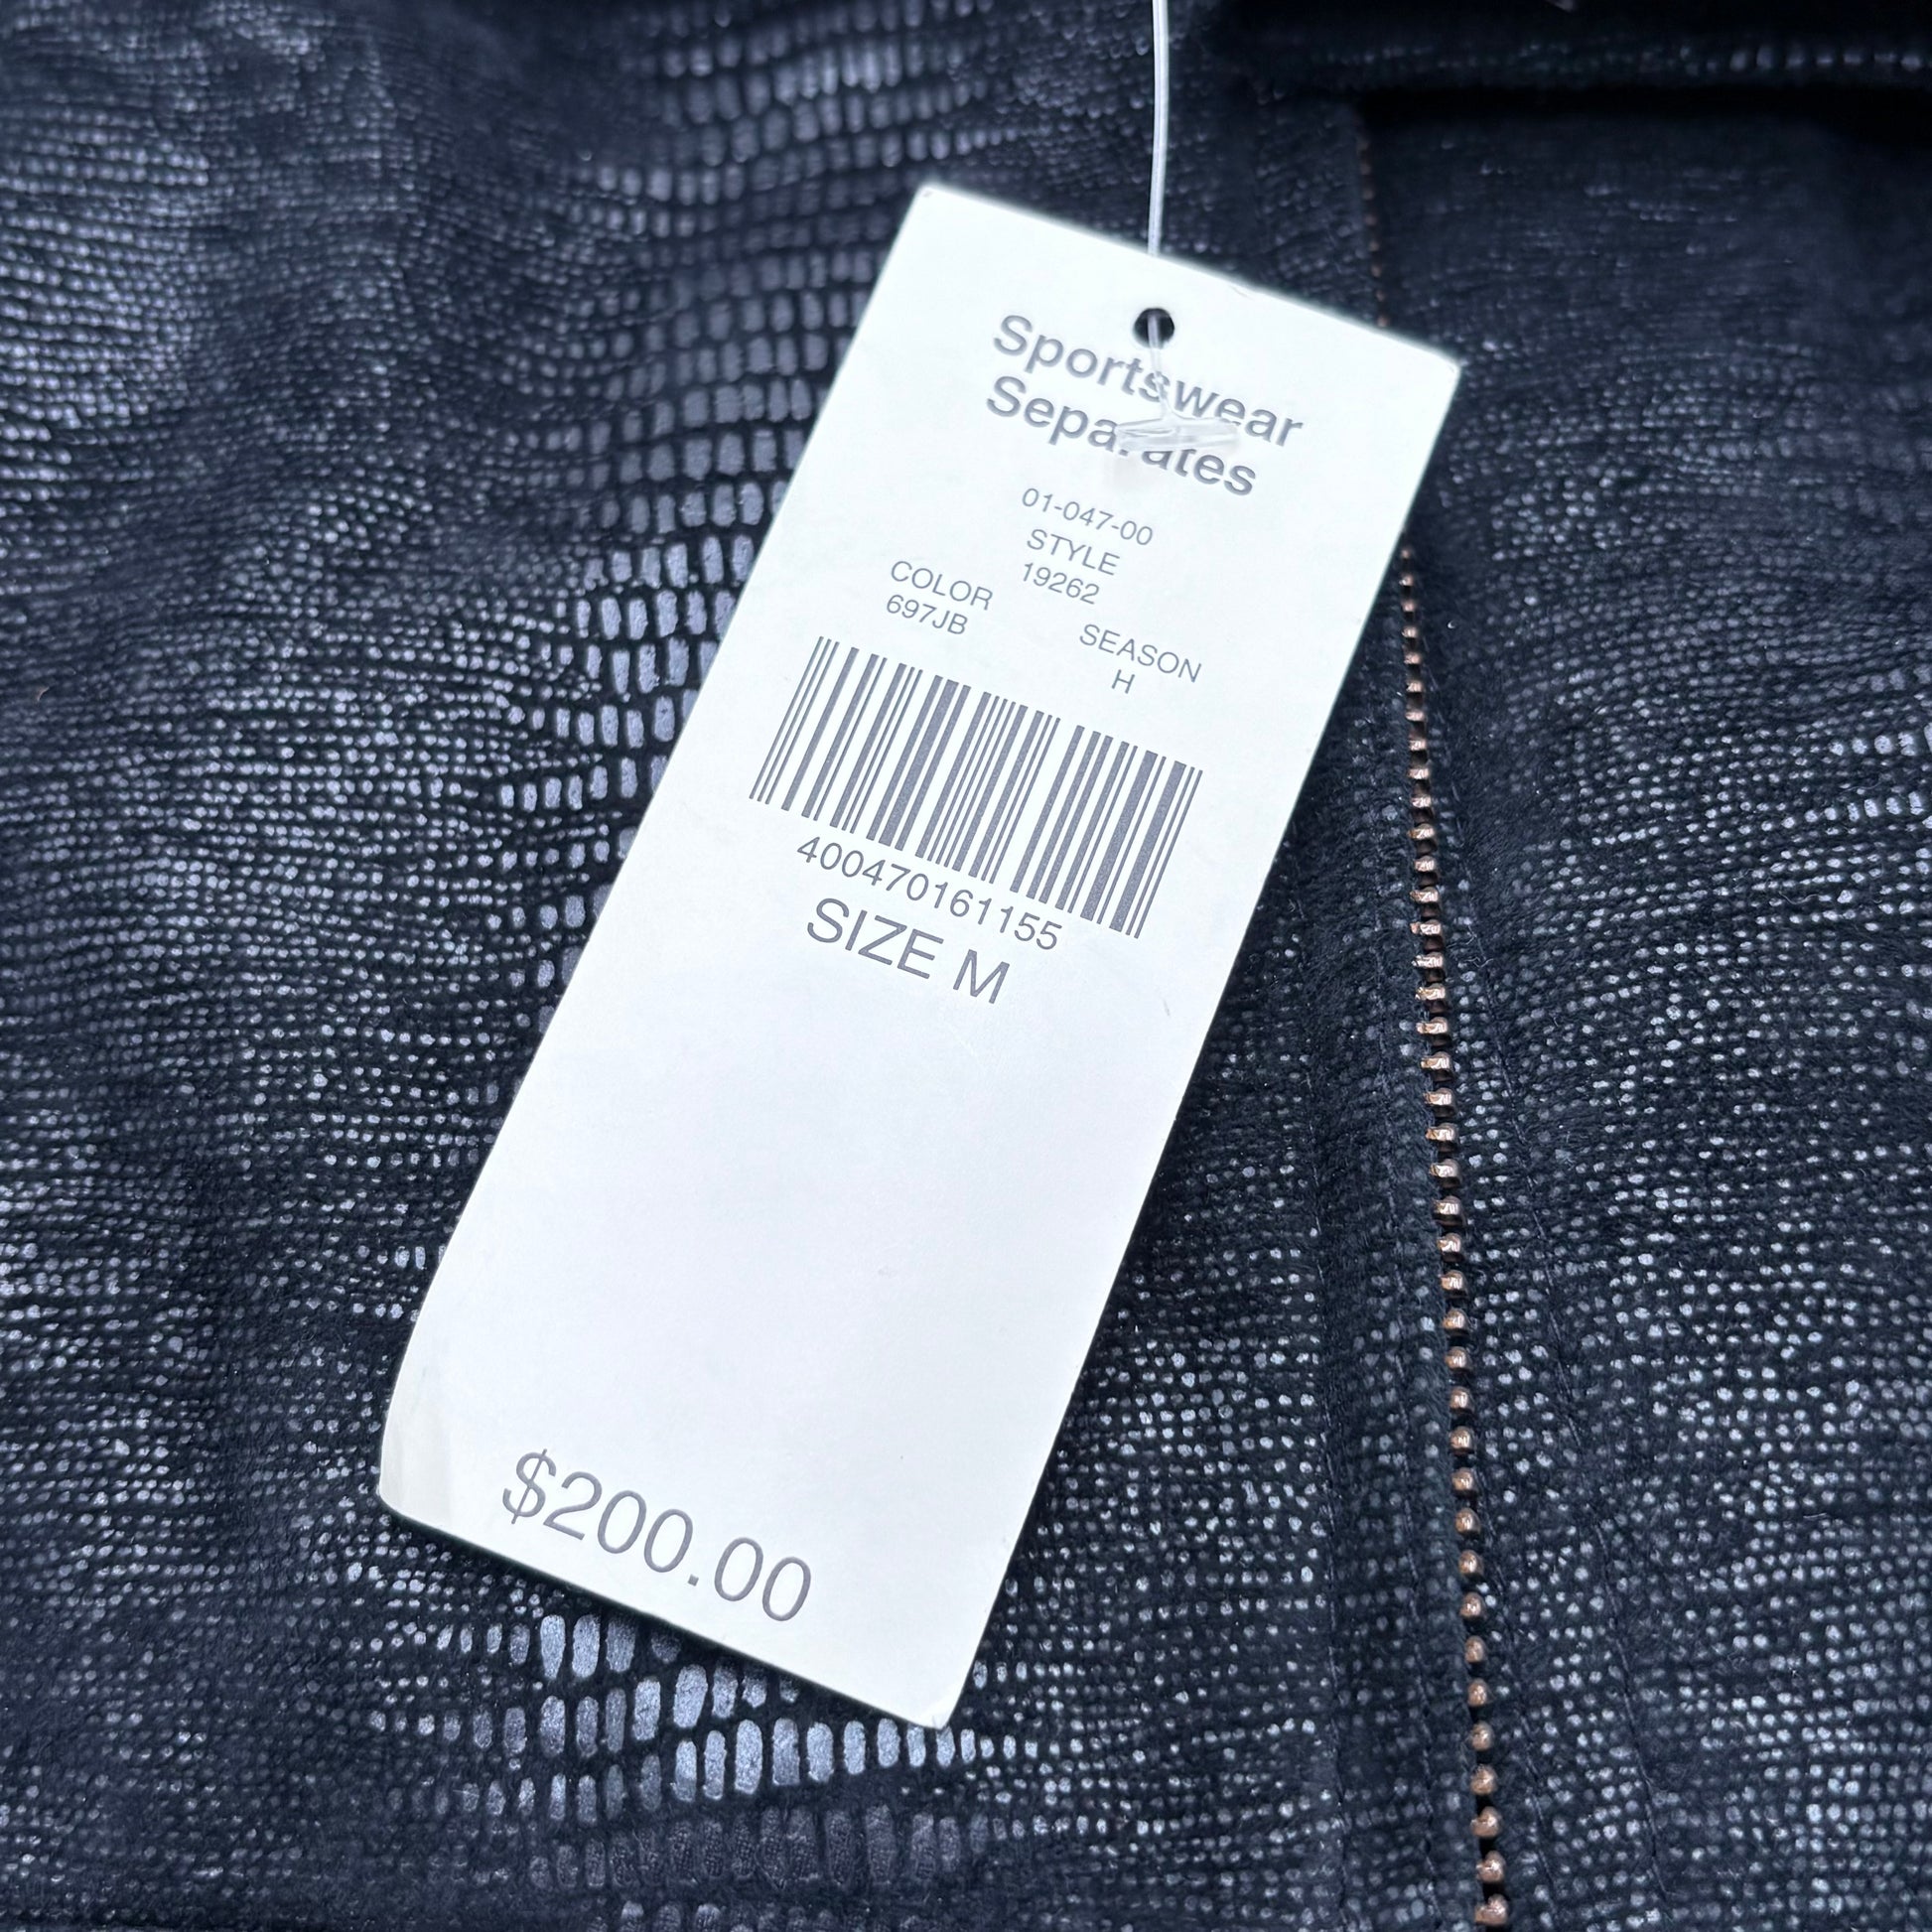 Sportswear
Separates
01-047-00
STYLE
19262
COLOR
697JB
SEASON
H
400470161155
SIZE M
$200.00